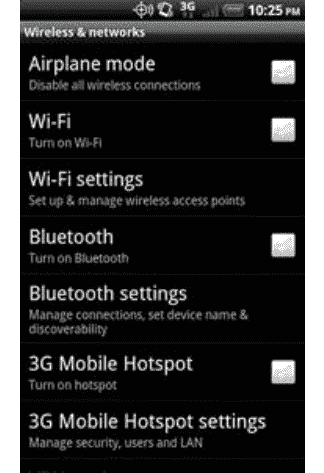 3G 10:25 PM
Wireless & networks
Airplane mode
Disable all wireless connections
Wi-Fi
Turn on Wi-Fi
Wi-Fi settings
Set up & manage wireless access points
Bluetooth
Turn on Bluetooth
Bluetooth settings
Manage connections, set device name &
discoverability
3G Mobile Hotspot
Turn on hotspot
3G Mobile Hotspot settings
Manage security, users and LAN